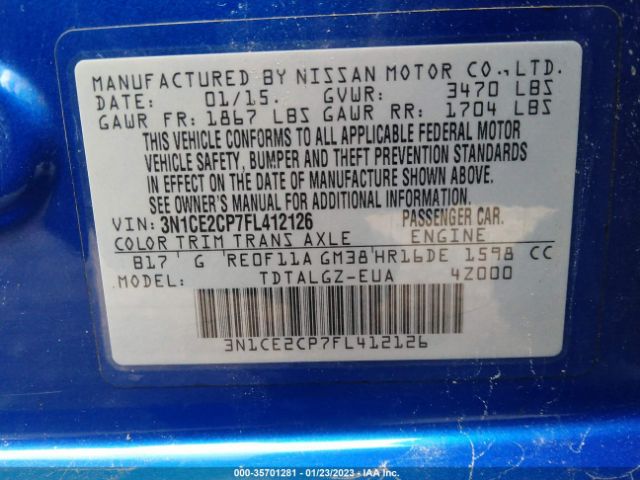 MANUFACTURED BY NISSAN MOTOR CO.,LTD.
DATE: 01/15. GVWR: 3470 LBS
GAWR FR: 1867 LBS GAWR RR: 1704 LBS
THIS VEHICLE CONFORMS TO ALL APPLICABLE FEDERAL MOTOR
VEHICLE SAFETY, BUMPER AND THEFT PREVENTION STANDARDS
IN EFFECT ON THE DATE OF MANUFACTURE SHOWN ABOVE.
SEE OWNER'S MANUAL FOR ADDITIONAL INFORMATION.
VIN: 3N1CE2CP7FL412126 PASSENGER CAR.
COLOR TRIM TRANS AXLE ENGINE
B17 G RE0F11A GM38 HR16DE 1598 CC
MODEL: TDTALGZ-EUA 4Z000
3N1CE2CP7FL412126
000-35701281 - 01/23/2023 - IAA Inc.